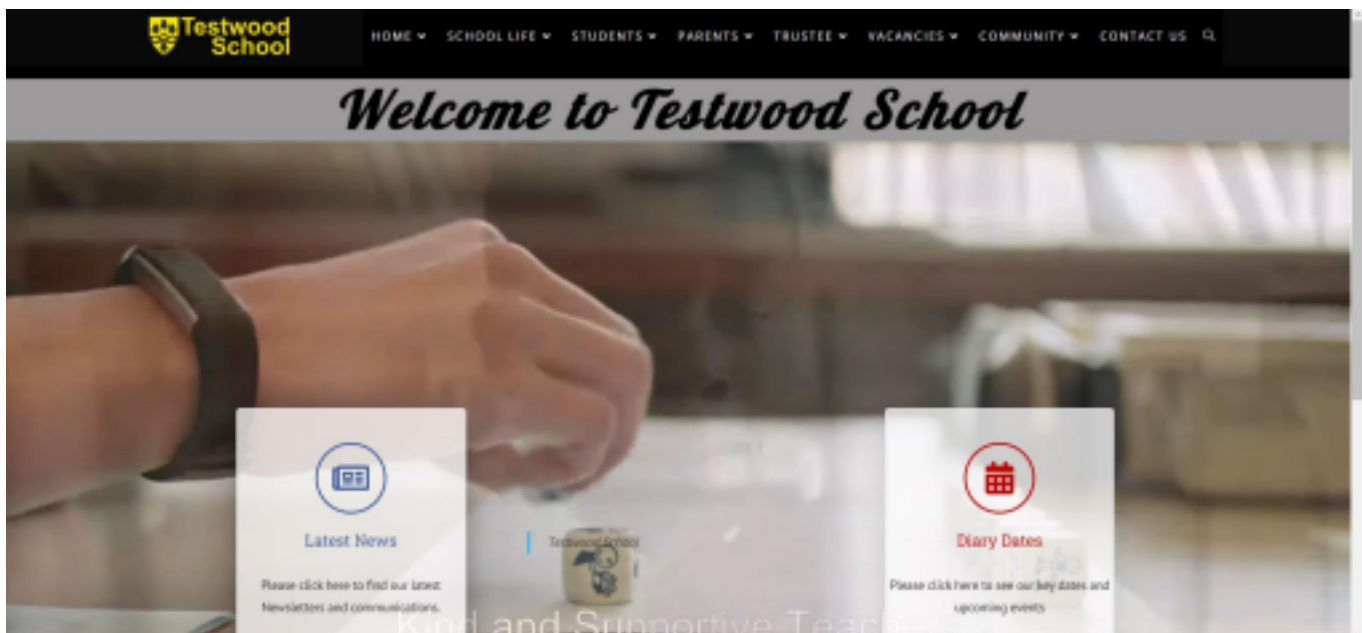 Testwood
School
HOME SCHOOL LIFE STUDENTS PARENTS TRUSTEE VACANCIES COMMUNITY CONTACT US
Welcome to Testwood School
Latest News
Please click here to find our latest
Newsletters and communications.
Testwood School
Diary Dates
Please click here to see our key dates and
upcoming events
Kind and Supportive